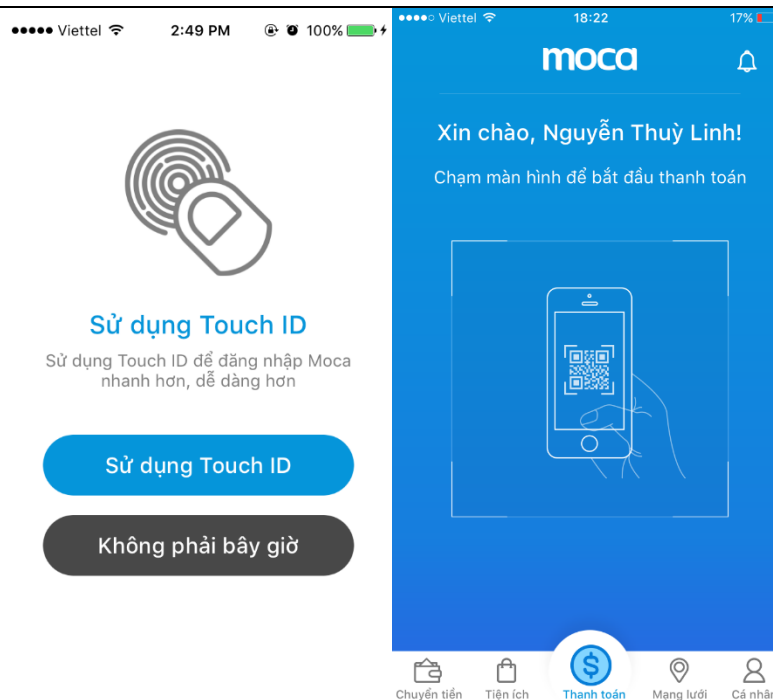 Viettel 2:49 PM 100%
Sử dụng Touch ID
Sử dụng Touch ID để đăng nhập Moca
nhanh hơn, dễ dàng hơn
Sử dụng Touch ID
Không phải bây giờ
Viettel 18:22 17%
moca
Xin chào, Nguyễn Thuỳ Linh!
Chạm màn hình để bắt đầu thanh toán
$
Chuyển tiền Tiện ích Thanh toán Mạng lưới Cá nhân